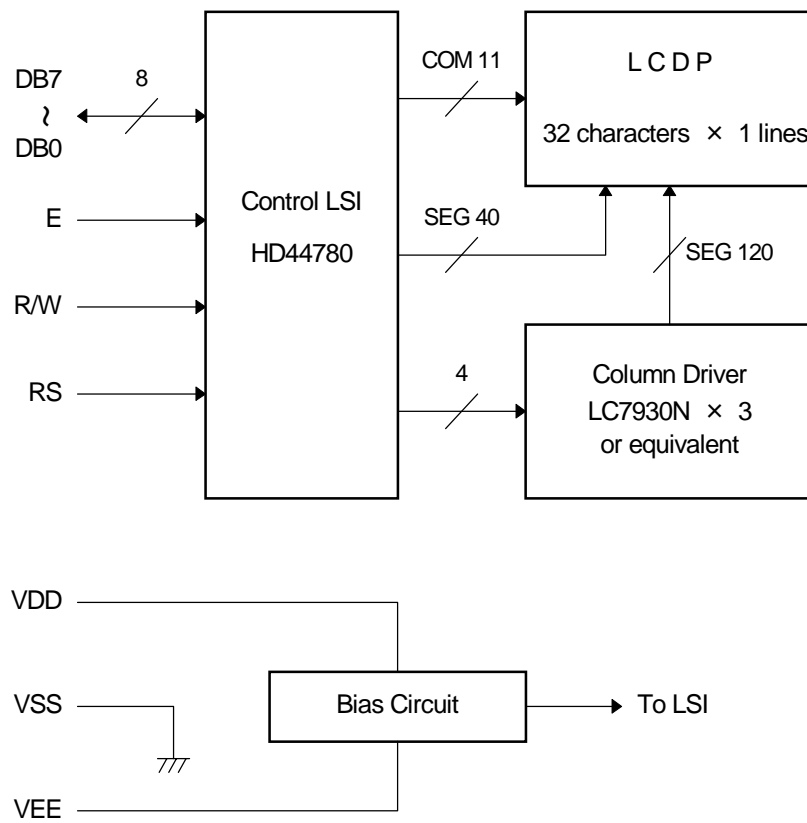 DB7
~
DB0
8
E
R/W
RS
Control LSI
HD44780
COM 11
SEG 40
4
L C D P
32 characters × 1 lines
SEG 120
Column Driver
LC7930N × 3
or equivalent
VDD
VSS
VEE
Bias Circuit
To LSI